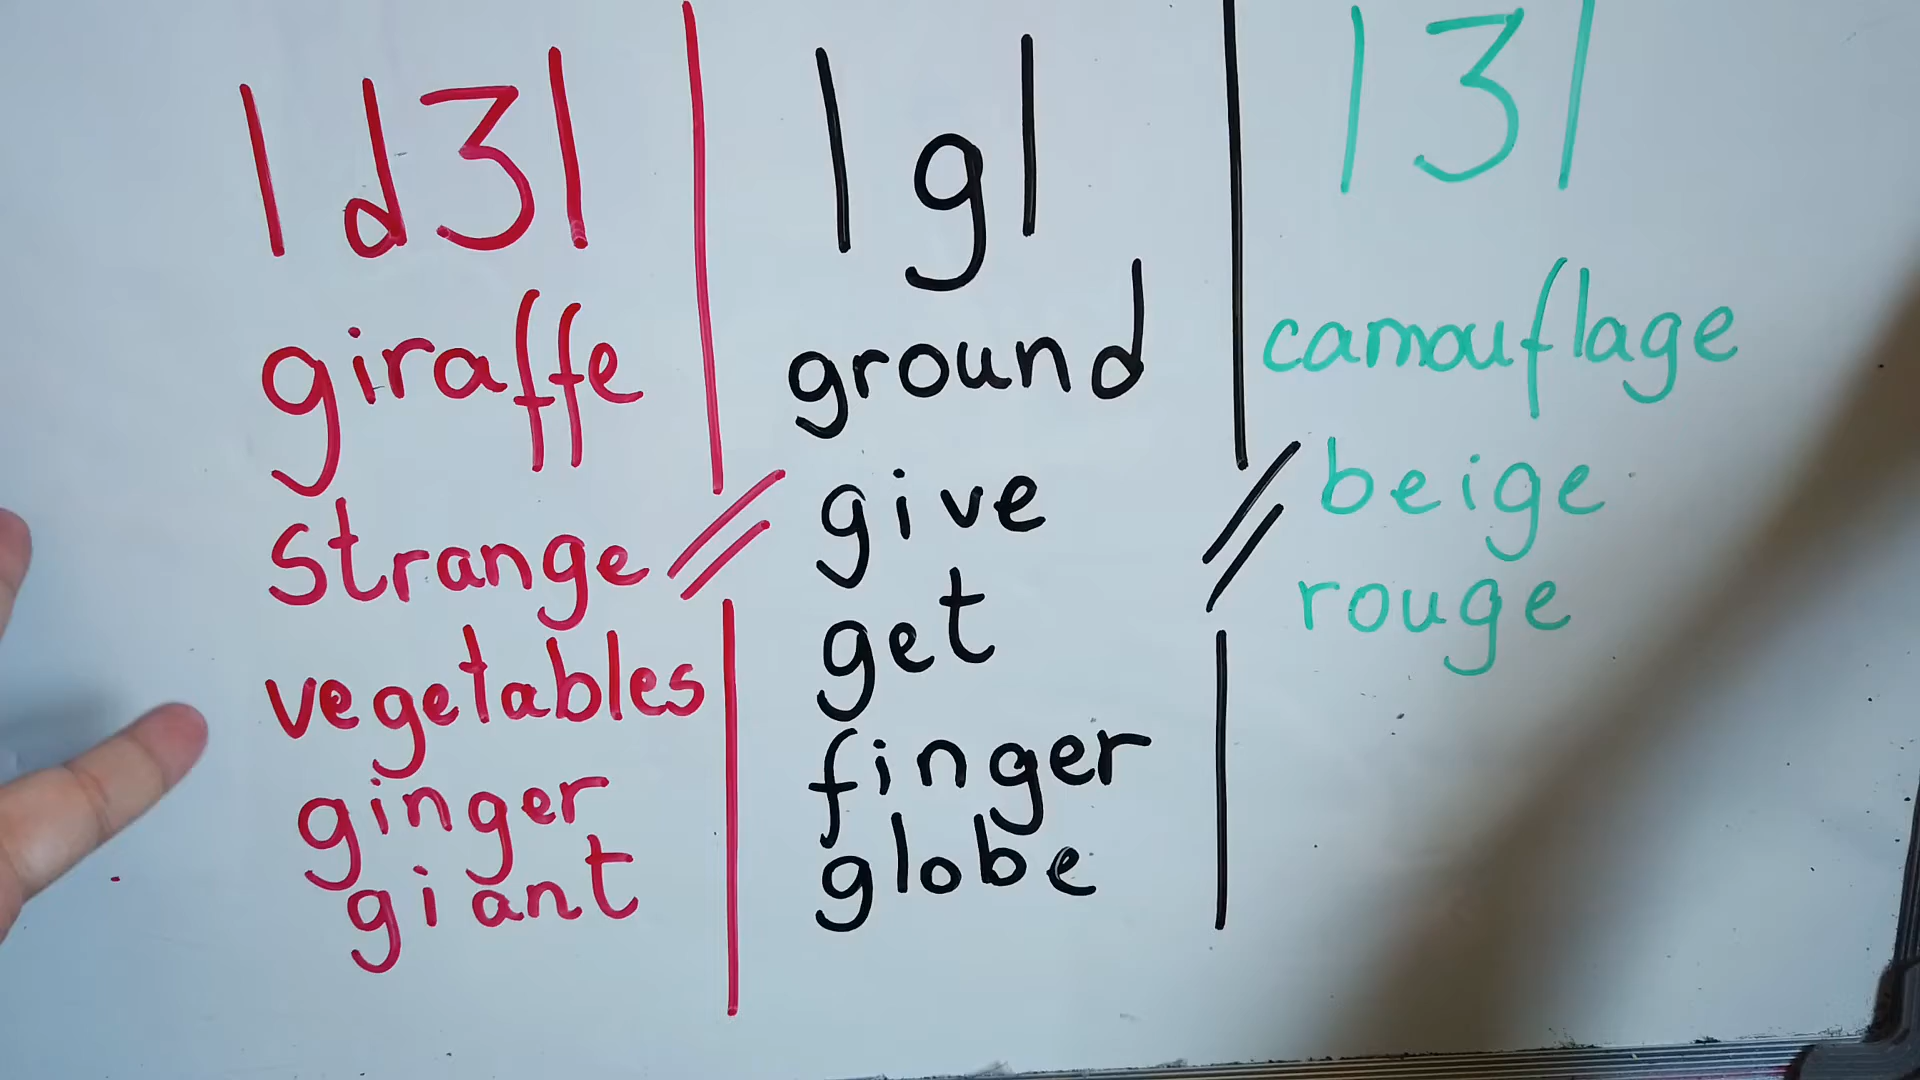 |dʒ|
giraffe
strange
vegetables
ginger
giant
|g|
ground
give
get
finger
globe
|ʒ|
camouflage
beige
rouge